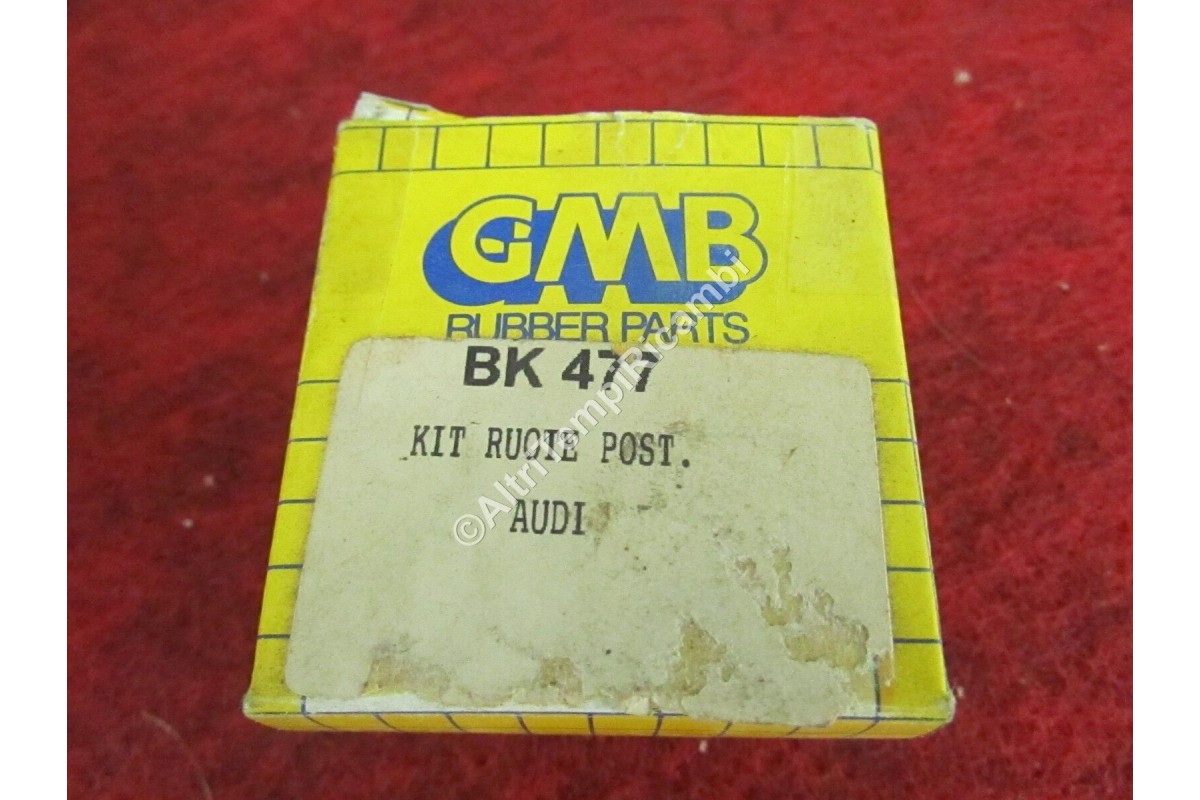 GMB
RUBBER PARTS
BK 477
KIT RUOTE POST.
AUDI
©AltriTempiRicambi